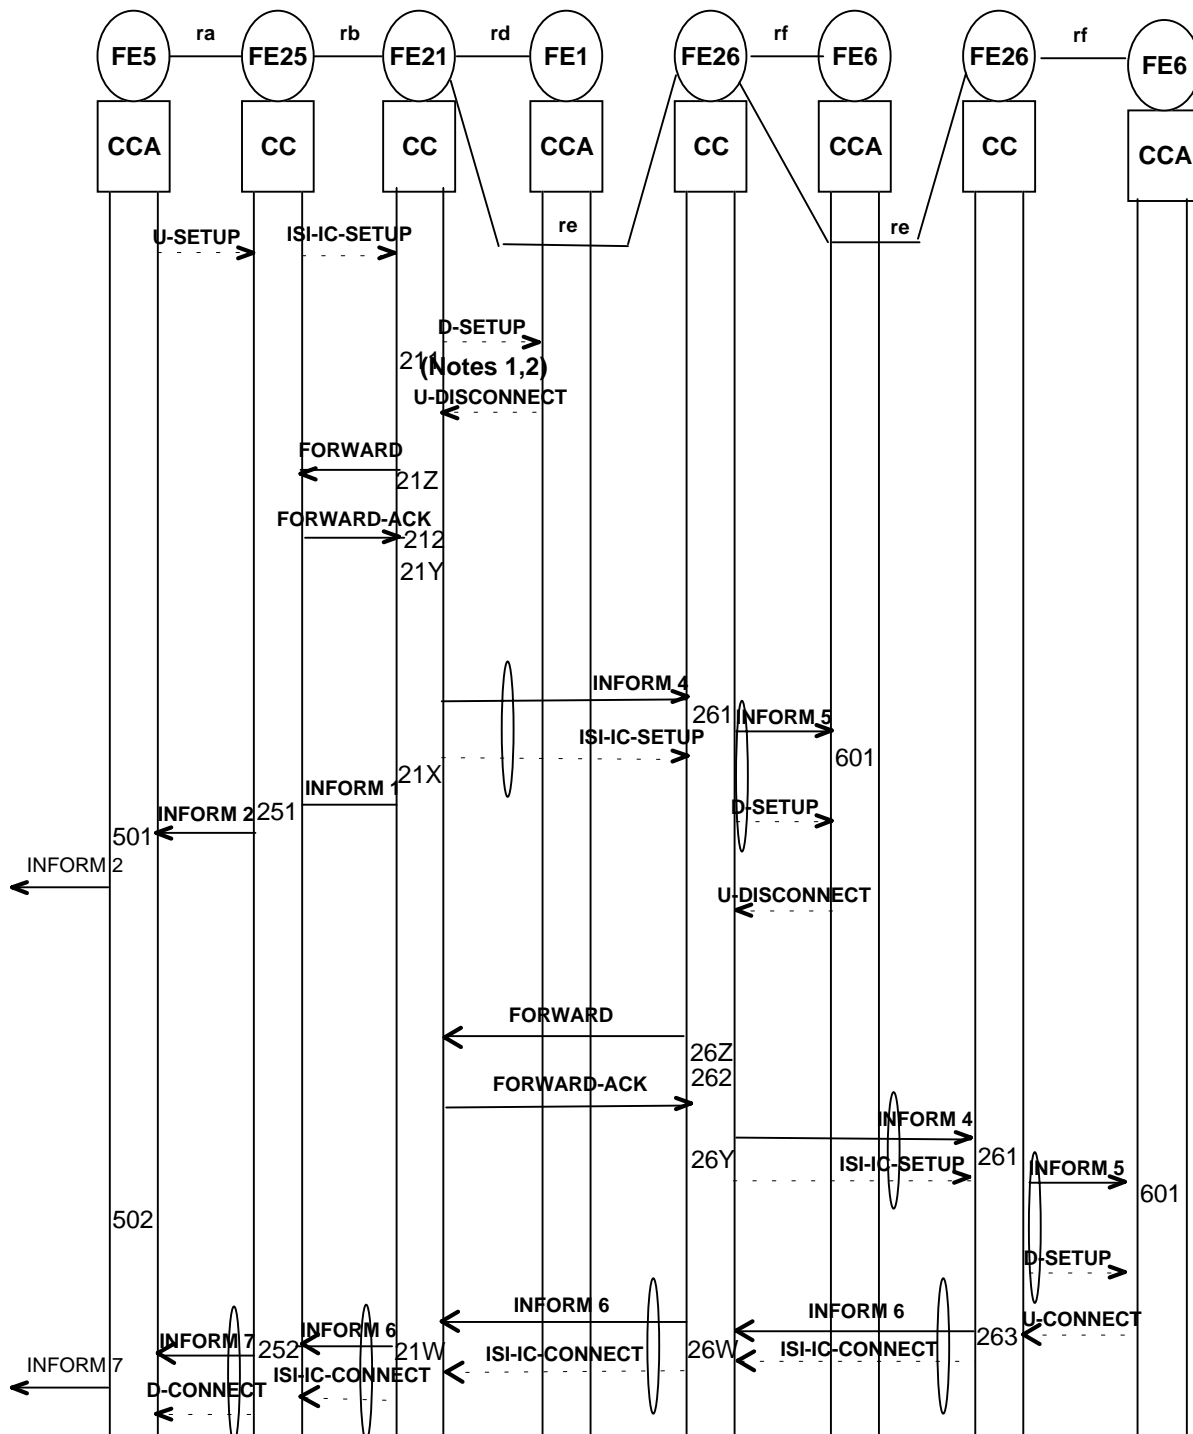 ra rb rd rf rf
FE5 FE25 FE21 FE1 FE26 FE6 FE26 FE6
CCA CC CC CCA CC CCA CC CCA
re re
U-SETUP ISI-IC-SETUP
D-SETUP
211 (Notes 1,2)
U-DISCONNECT
FORWARD
21Z
FORWARD-ACK
212
21Y
INFORM 4
261 INFORM 5
ISI-IC-SETUP
601
21X
INFORM 1
INFORM 2 251
D-SETUP
501
INFORM 2
U-DISCONNECT
FORWARD
26Z
262
FORWARD-ACK
INFORM 4
26Y ISI-IC-SETUP 261
INFORM 5
601
502
D-SETUP
INFORM 6
INFORM 6
U-CONNECT
INFORM 6
263
INFORM 7 252 21W 26W
ISI-IC-CONNECT ISI-IC-CONNECT
INFORM 7
ISI-IC-CONNECT
D-CONNECT